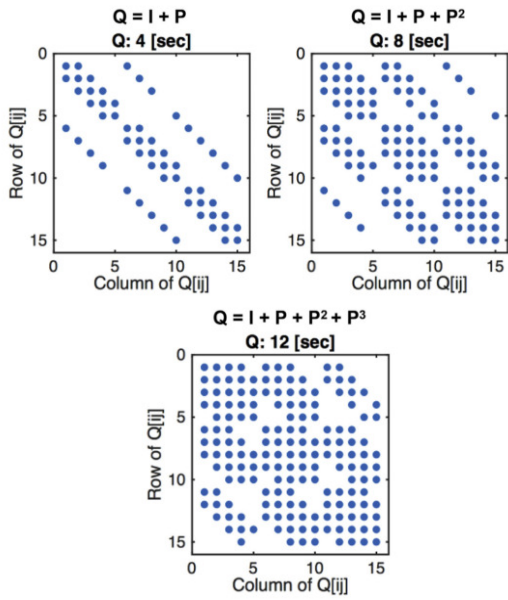 Q = I + P
Q: 4 [sec]
0
5
10
15
0
5
10
15
Row of Q[ij]
Column of Q[ij]
Q = I + P + P²
Q: 8 [sec]
0
5
10
15
0
5
10
15
Row of Q[ij]
Column of Q[ij]
Q = I + P + P² + P³
Q: 12 [sec]
0
5
10
15
0
5
10
15
Row of Q[ij]
Column of Q[ij]